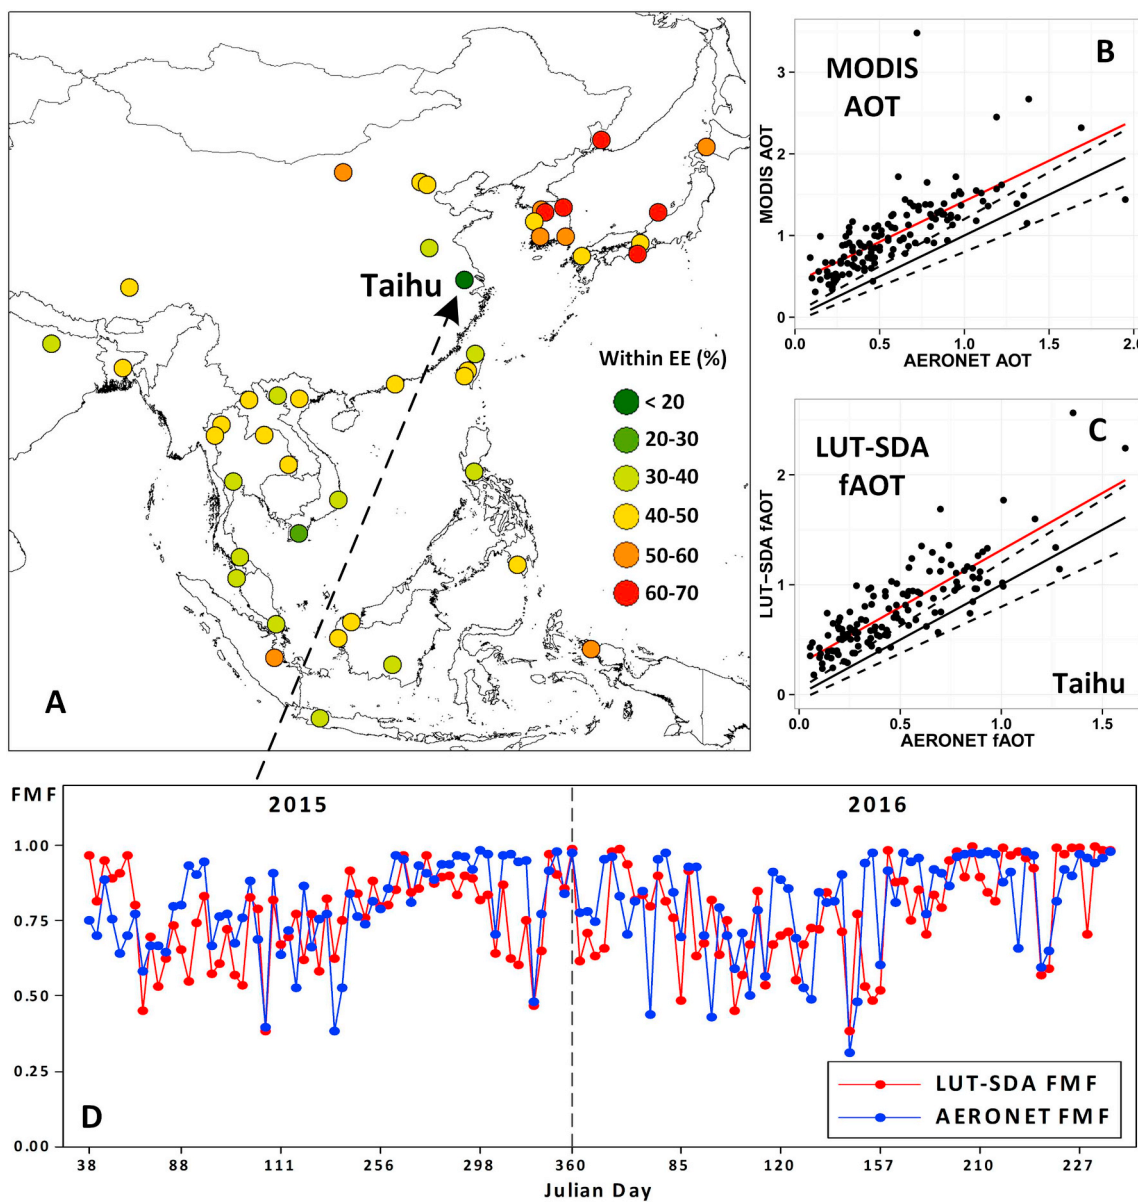 Taihu
Within EE (%)
< 20
20-30
30-40
40-50
50-60
60-70
A
MODIS
AOT
B
MODIS AOT
3
2
1
0
0.0 0.5 1.0 1.5 2.0
AERONET AOT
LUT-SDA
fAOT
C
LUT-SDA fAOT
2
1
0
Taihu
0.0 0.5 1.0 1.5
AERONET fAOT
FMF
2015 2016
1.00
0.75
0.50
0.25
0.00
D
LUT-SDA FMF
AERONET FMF
38 88 111 256 298 360 85 120 157 210 227
Julian Day